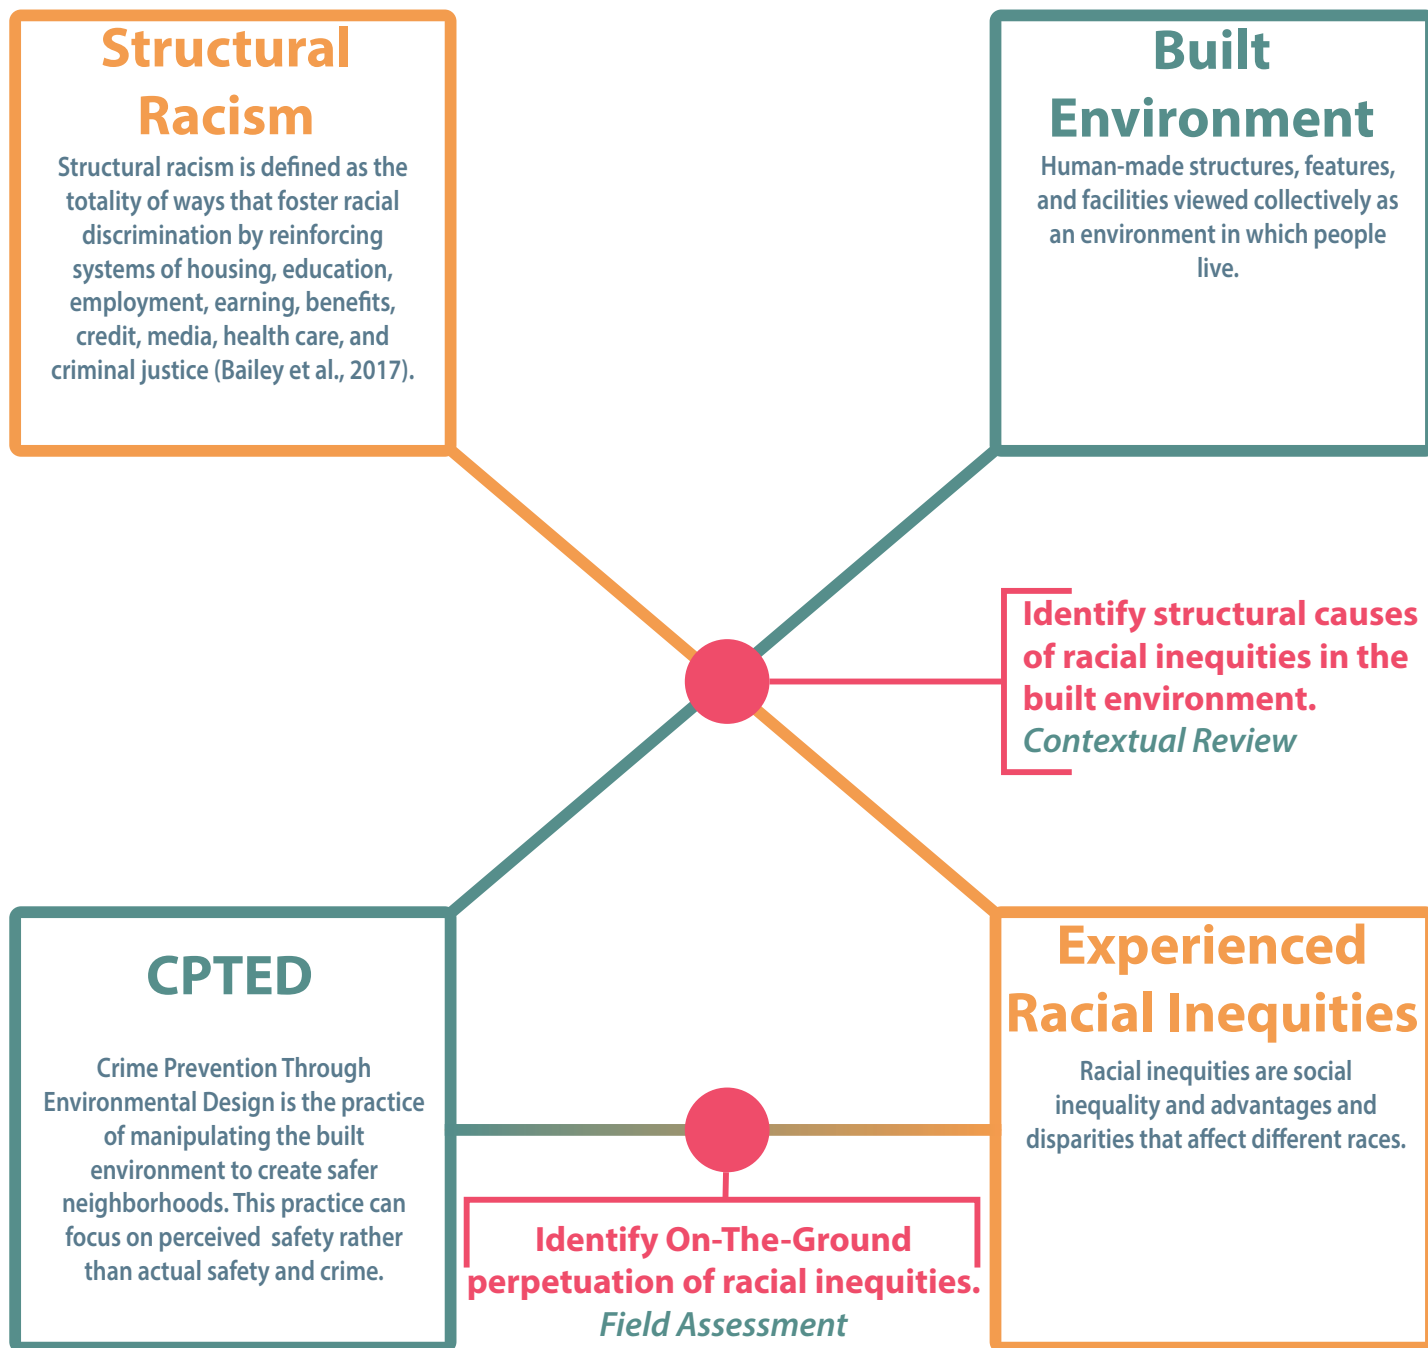 Structural
Racism
Structural racism is defined as the
totality of ways that foster racial
discrimination by reinforcing
systems of housing, education,
employment, earning, benefits,
credit, media, health care, and
criminal justice (Bailey et al., 2017).
Built
Environment
Human-made structures, features,
and facilities viewed collectively as
an environment in which people
live.
Identify structural causes
of racial inequities in the
built environment.
Contextual Review
CPTED
Crime Prevention Through
Environmental Design is the practice
of manipulating the built
environment to create safer
neighborhoods. This practice can
focus on perceived  safety rather
than actual safety and crime.
Experienced
Racial Inequities
Racial inequities are social
inequality and advantages and
disparities that affect different races.
Identify On-The-Ground
perpetuation of racial inequities.
Field Assessment